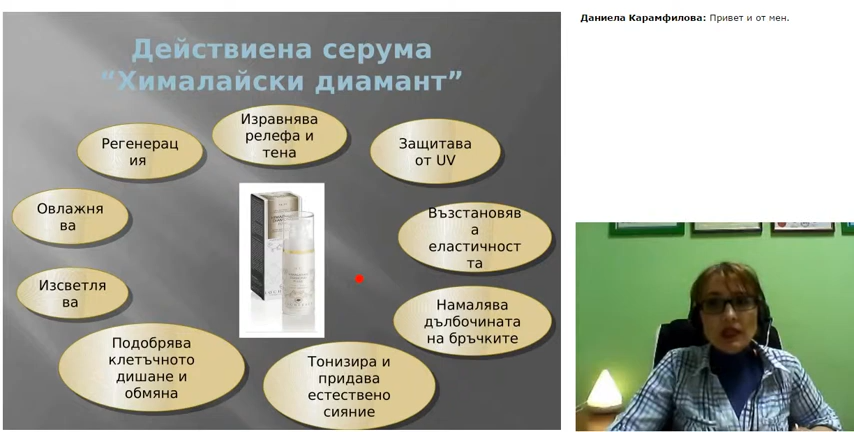 Действиена серума
“Хималайски диамант”
Изравнява
релефа и
тена
Регенерац
ия
Защитава
от UV
Овлажня
ва
Възстановяв
а
еластичност
та
Изсветля
ва
Намалява
дълбочината
на бръчките
Подобрява
клетъчното
дишане и
обмяна
Тонизира и
придава
естествено
сияние
Даниела Карамфилова: Привет и от мен.